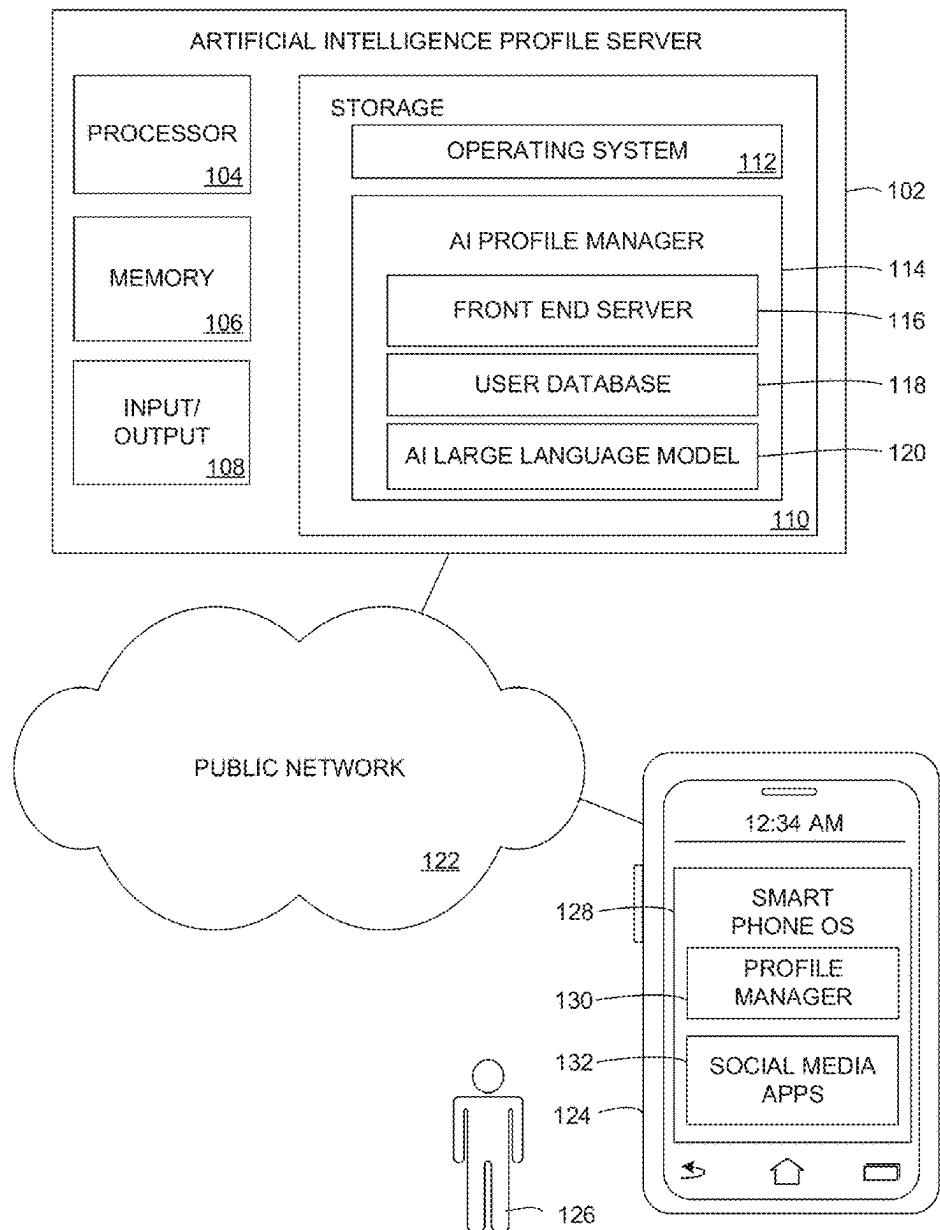 ARTIFICIAL INTELLIGENCE PROFILE SERVER
PROCESSOR
104
MEMORY
106
INPUT/
OUTPUT
108
STORAGE
OPERATING SYSTEM
112
AI PROFILE MANAGER
FRONT END SERVER
USER DATABASE
AI LARGE LANGUAGE MODEL
110
102
114
116
118
120
PUBLIC NETWORK
122
12:34 AM
SMART
PHONE OS
PROFILE
MANAGER
SOCIAL MEDIA
APPS
128
130
132
124
126